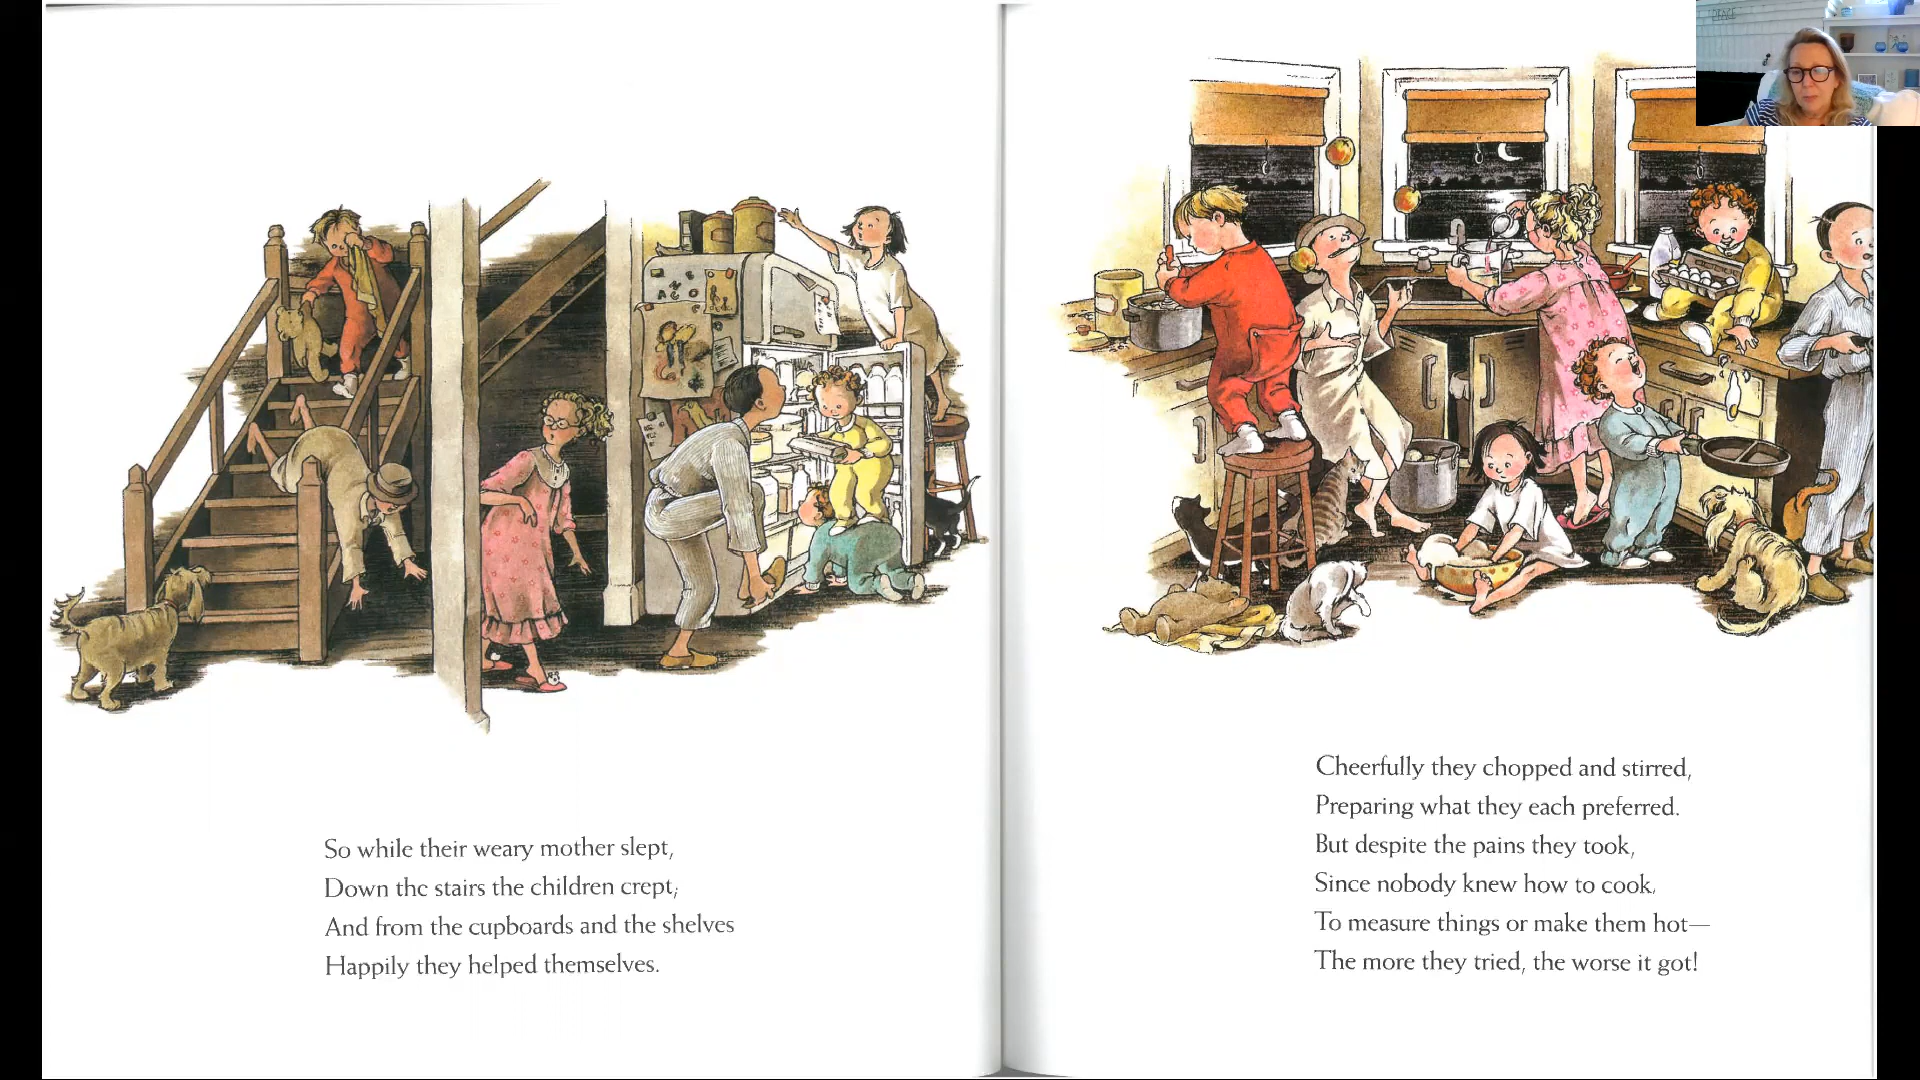 So while their weary mother slept,
Down the stairs the children crept;
And from the cupboards and the shelves
Happily they helped themselves.
Cheerfully they chopped and stirred,
Preparing what they each preferred.
But despite the pains they took,
Since nobody knew how to cook,
To measure things or make them hot—
The more they tried, the worse it got!